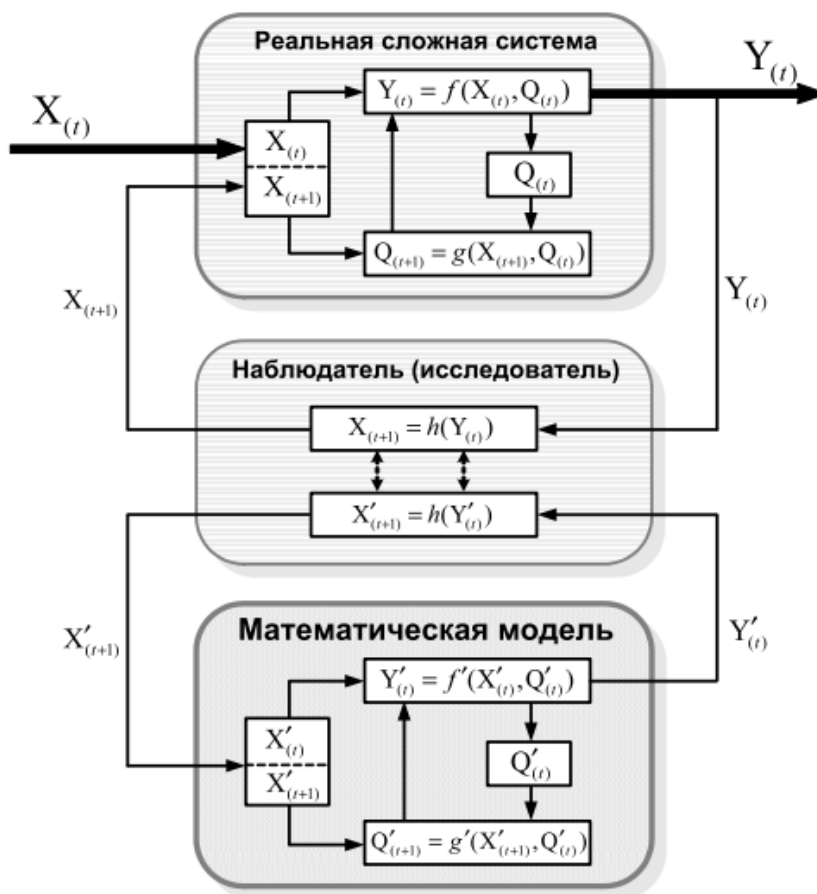 Реальная сложная система
Y(t)
X(t)
Y(t) = f(X(t), Q(t))
X(t)
X(t+1)
Q(t)
Q(t+1) = g(X(t+1), Q(t))
X(t+1)
Y(t)
Наблюдатель (исследователь)
X(t+1) = h(Y(t))
X′(t+1) = h(Y′(t))
X′(t+1)
Y′(t)
Математическая модель
Y′(t) = f′(X′(t), Q′(t))
X′(t)
X′(t+1)
Q′(t)
Q′(t+1) = g′(X′(t+1), Q′(t))